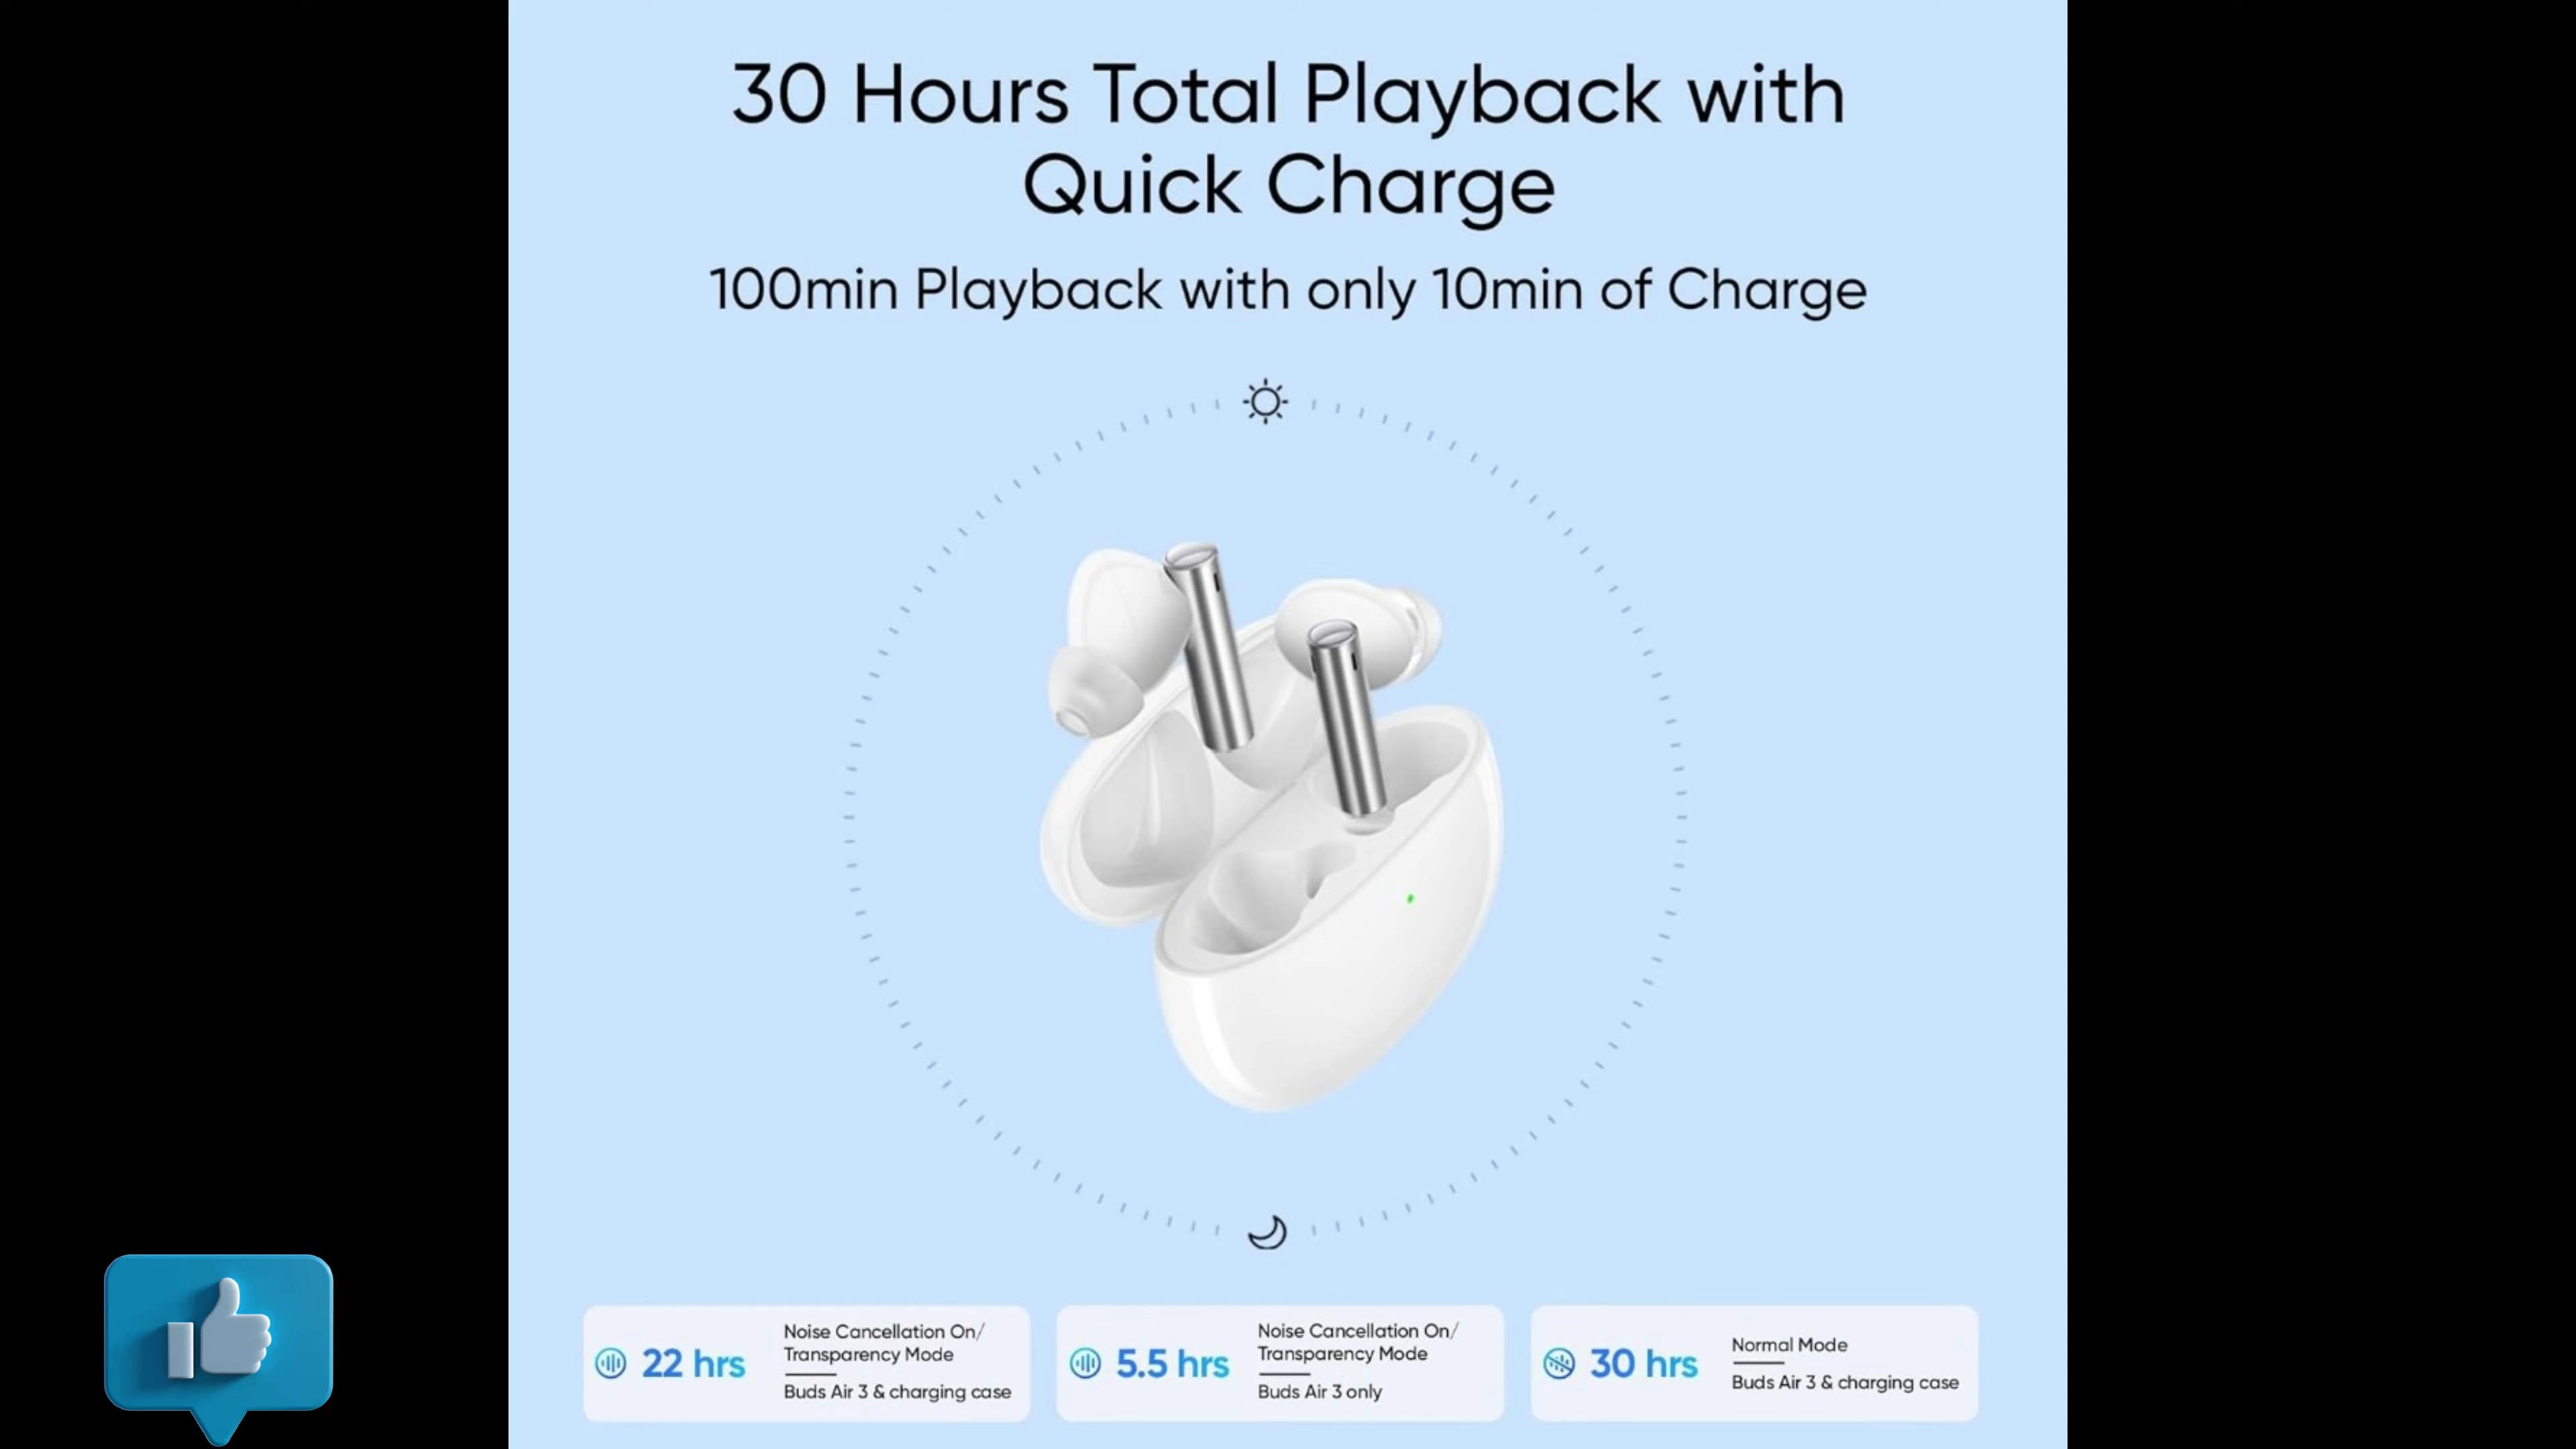 30 Hours Total Playback with
Quick Charge
100min Playback with only 10min of Charge
22 hrs
Noise Cancellation On/
Transparency Mode
Buds Air 3 & charging case
5.5 hrs
Noise Cancellation On/
Transparency Mode
Buds Air 3 only
30 hrs
Normal Mode
Buds Air 3 & charging case